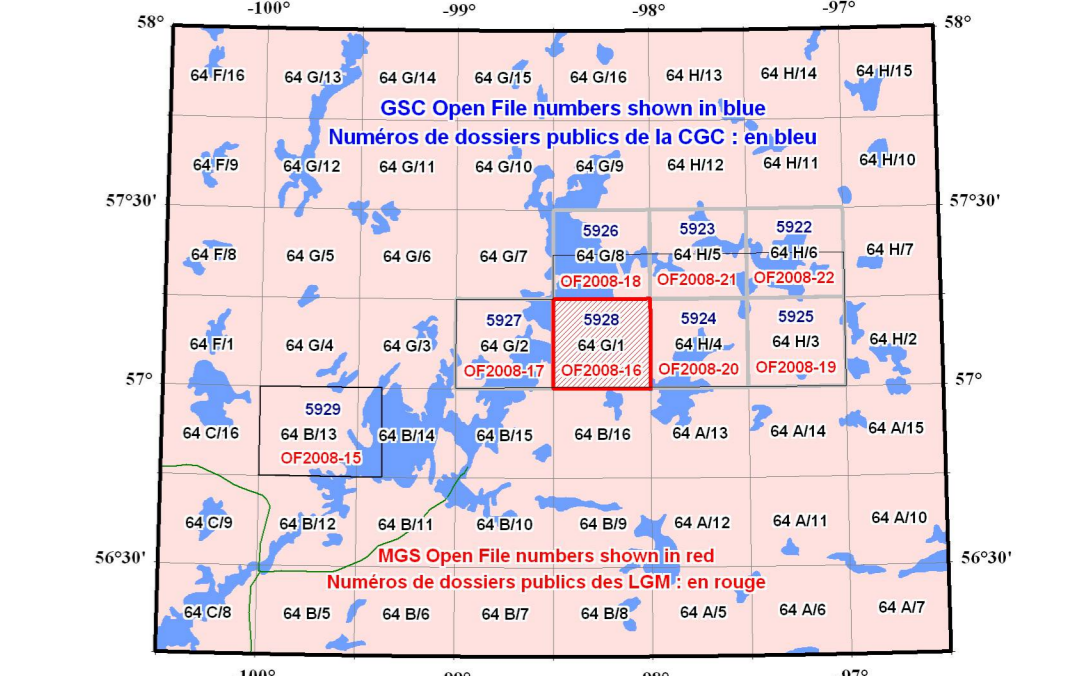 -100° -99° -98° -97°
58° 58°
64 F/16 64 G/13 64 G/14 64 G/15 64 G/16 64 H/13 64 H/14 64 H/15
GSC Open File numbers shown in blue
Numéros de dossiers publics de la CGC : en bleu
64 F/9 64 G/12 64 G/11 64 G/10 64 G/9 64 H/12 64 H/11 64 H/10
57°30' 57°30'
5926 5923 5922
64 F/8 64 G/5 64 G/6 64 G/7 64 G/8 64 H/5 64 H/6 64 H/7
OF2008-18 OF2008-21 OF2008-22
5927 5928 5924 5925
64 F/1 64 G/4 64 G/3 64 G/2 64 G/1 64 H/4 64 H/3 64 H/2
OF2008-17 OF2008-16 OF2008-20 OF2008-19
57° 57°
5929
64 C/16 64 B/13 64 B/14 64 B/15 64 B/16 64 A/13 64 A/14 64 A/15
OF2008-15
64 C/9 64 B/12 64 B/11 64 B/10 64 B/9 64 A/12 64 A/11 64 A/10
56°30' 56°30'
MGS Open File numbers shown in red
Numéros de dossiers publics des LGM : en rouge
64 C/8 64 B/5 64 B/6 64 B/7 64 B/8 64 A/5 64 A/6 64 A/7
-100° -99° -98° -97°